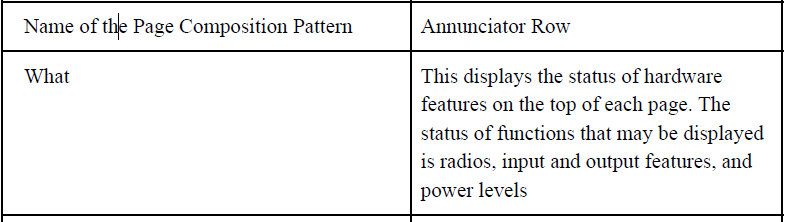 Name of the Page Composition Pattern
Annunciator Row
What
This displays the status of hardware
features on the top of each page. The
status of functions that may be displayed
is radios, input and output features, and
power levels